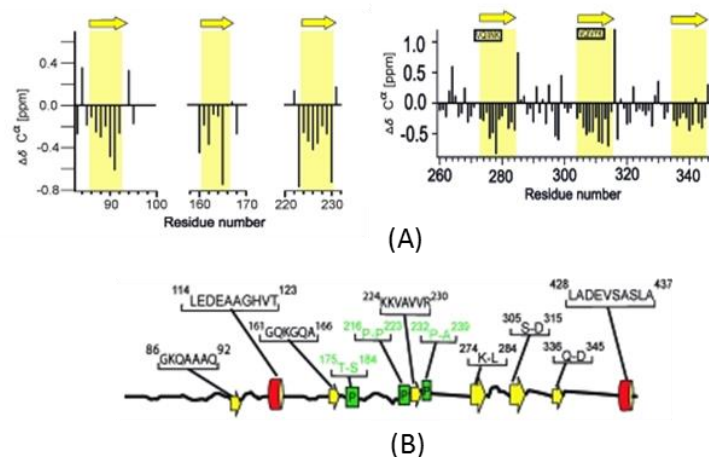 0.4
0.0
-0.4
-0.8
Δδ Cα [ppm]
90 100 160 170 220 230
Residue number
1.0
0.5
0.0
-0.5
Δδ Cα [ppm]
260 280 300 320 340
Residue number
(A)
114 LEDEAAGHVT 123
161 GQKGQA 166
86 GKQAAAQ 92
175 T-S 184
216 P-P 223
224 KKVAVVR 230
232 P-A 239
274 K-L 284
305 S-D 315
336 Q-D 345
428 LADEVSASLA 437
P P P
(B)